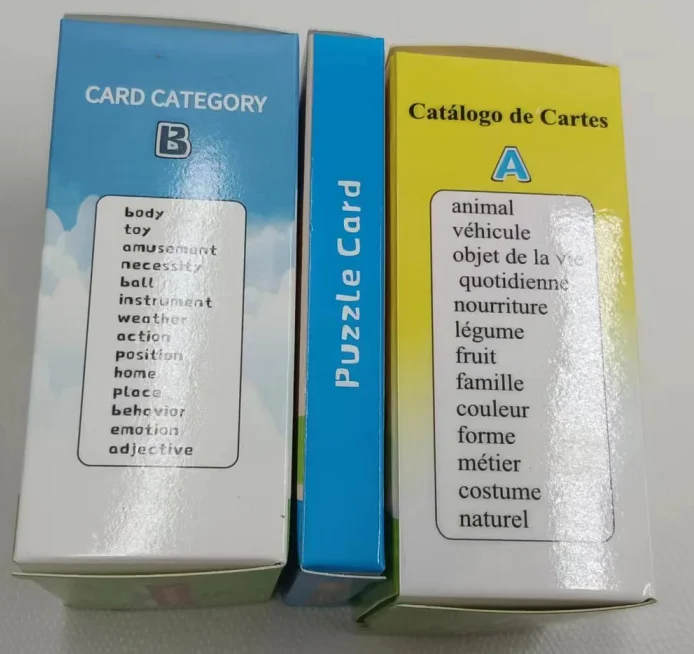 CARD CATEGORY
B
body
toy
amusement
necessity
ball
instrument
weather
action
position
home
place
behavior
emotion
adjective
Puzzle Card
Catálogo de Cartes
A
animal
véhicule
objet de la vie
quotidienne
nourriture
légume
fruit
famille
couleur
forme
métier
costume
naturel